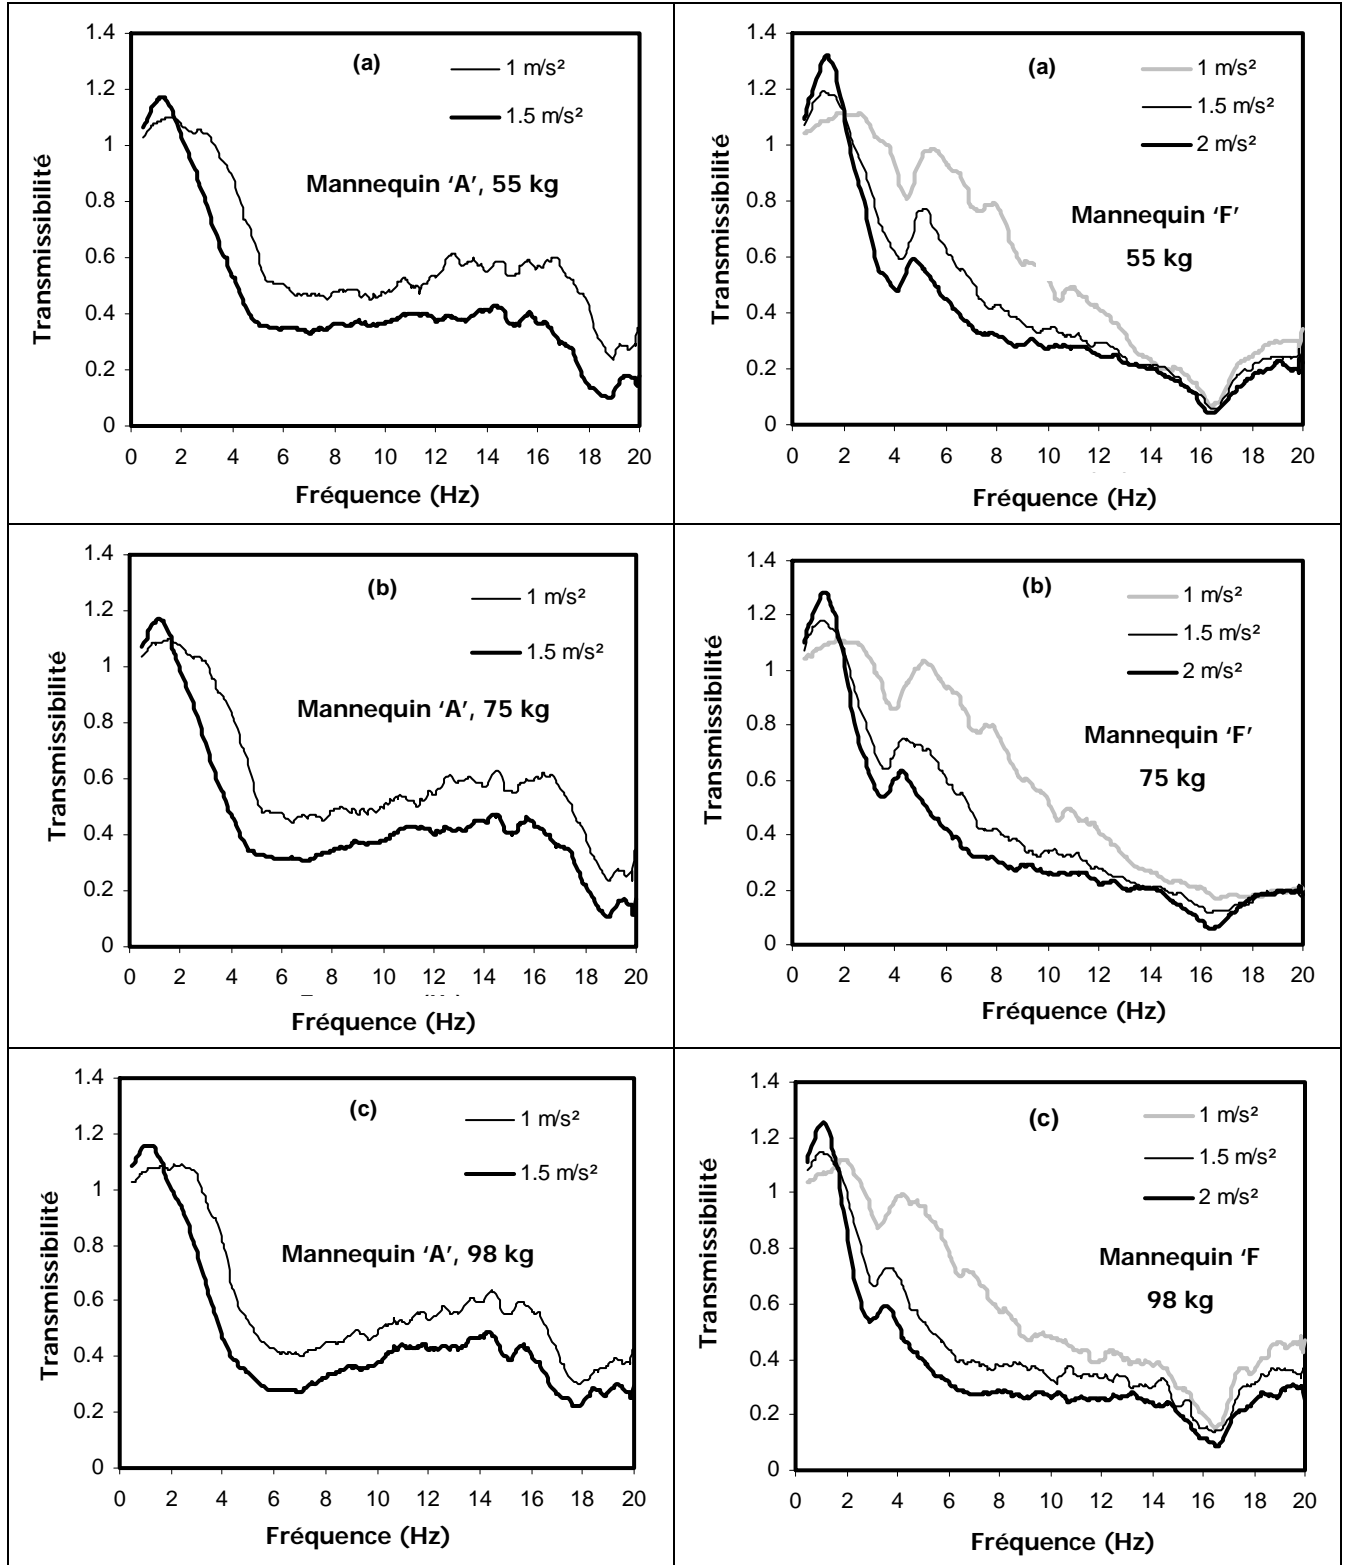 1.4
1.2
1
0.8
0.6
0.4
0.2
0
Transmissibilité
(a)
1 m/s²
1.5 m/s²
Mannequin ‘A’, 55 kg
0 2 4 6 8 10 12 14 16 18 20
Fréquence (Hz)
1.4
1.2
1
0.8
0.6
0.4
0.2
0
Transmissibilité
(a)
1 m/s²
1.5 m/s²
2 m/s²
Mannequin ‘F’
55 kg
0 2 4 6 8 10 12 14 16 18 20
Fréquence (Hz)
1.4
1.2
1
0.8
0.6
0.4
0.2
0
Transmissibilité
(b)
1 m/s²
1.5 m/s²
Mannequin ‘A’, 75 kg
0 2 4 6 8 10 12 14 16 18 20
Fréquence (Hz)
1.4
1.2
1
0.8
0.6
0.4
0.2
0
Transmissibilité
(b)
1 m/s²
1.5 m/s²
2 m/s²
Mannequin ‘F’
75 kg
0 2 4 6 8 10 12 14 16 18 20
Fréquence (Hz)
1.4
1.2
1
0.8
0.6
0.4
0.2
0
Transmissibilité
(c)
1 m/s²
1.5 m/s²
Mannequin ‘A’, 98 kg
0 2 4 6 8 10 12 14 16 18 20
Fréquence (Hz)
1.4
1.2
1
0.8
0.6
0.4
0.2
0
Transmissibilité
(c)
1 m/s²
1.5 m/s²
2 m/s²
Mannequin ‘F
98 kg
0 2 4 6 8 10 12 14 16 18 20
Fréquence (Hz)